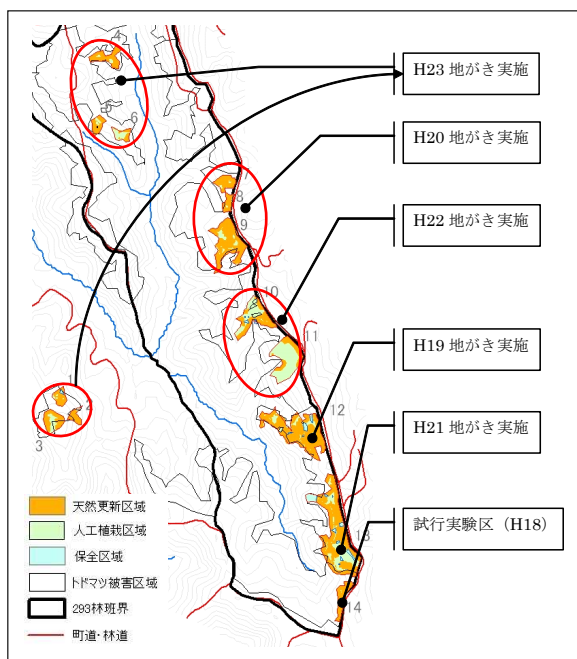 H23 地がき実施
H20 地がき実施
H22 地がき実施
H19 地がき実施
H21 地がき実施
試行実験区（H18）
4
5
6
7
8
9
10
11
12
13
14
1
2
3
天然更新区域
人工植栽区域
保全区域
トドマツ被害区域
293林班界
町道・林道